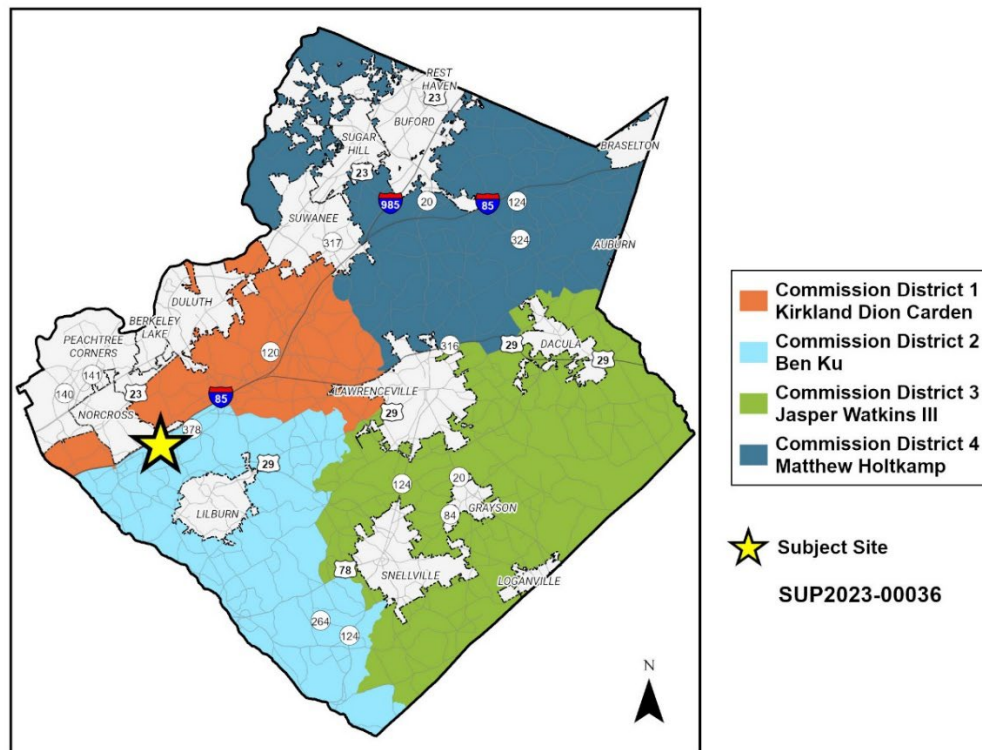 REST
HAVEN
23
BUFORD
SUGAR
HILL
23
BRASELTON
SUWANEE
985
20
85
124
317
324
AUBURN
DULUTH
BERKELEY
LAKE
PEACHTREE
CORNERS
141
140
23
120
316
29
DACULA
29
NORCROSS
85
LAWRENCEVILLE
29
378
29
LILBURN
124
20
84
GRAYSON
78
SNELLVILLE
LOGANVILLE
264
124
N
Commission District 1
Kirkland Dion Carden
Commission District 2
Ben Ku
Commission District 3
Jasper Watkins III
Commission District 4
Matthew Holtkamp
Subject Site
SUP2023-00036